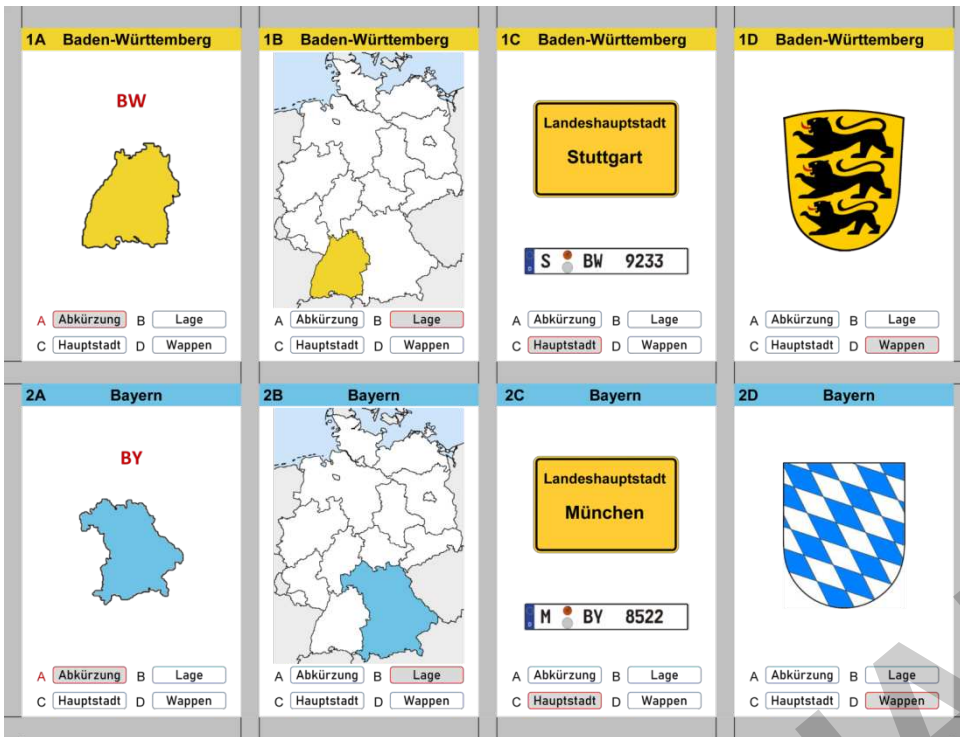 1A Baden-Württemberg
BW
A Abkürzung B Lage
C Hauptstadt D Wappen
1B Baden-Württemberg
A Abkürzung B Lage
C Hauptstadt D Wappen
1C Baden-Württemberg
Landeshauptstadt
Stuttgart
S BW 9233
A Abkürzung B Lage
C Hauptstadt D Wappen
1D Baden-Württemberg
A Abkürzung B Lage
C Hauptstadt D Wappen
2A Bayern
BY
A Abkürzung B Lage
C Hauptstadt D Wappen
2B Bayern
A Abkürzung B Lage
C Hauptstadt D Wappen
2C Bayern
Landeshauptstadt
München
M BY 8522
A Abkürzung B Lage
C Hauptstadt D Wappen
2D Bayern
A Abkürzung B Lage
C Hauptstadt D Wappen